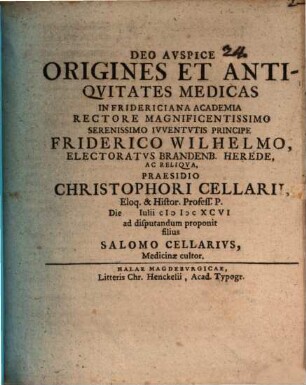 DEO AVSPICE 24.
ORIGINES ET ANTI-
QVITATES MEDICAS
IN FRIDERICIANA ACADEMIA
RECTORE MAGNIFICENTISSIMO
SERENISSIMO IVVENTVTIS PRINCIPE
FRIDERICO WILHELMO,
ELECTORATVS BRANDENB. HEREDE,
AC RELIQVA,
PRAESIDIO
CHRISTOPHORI CELLARII,
Eloq. & Histor. Profess. P.
Die Iulii cIɔ Iɔc XCVI
ad disputandum proponit
filius
SALOMO CELLARIVS,
Medicinæ cultor.
HALAE MAGDEBVRGICAE,
Litteris Chr. Henckelii, Acad. Typogr.